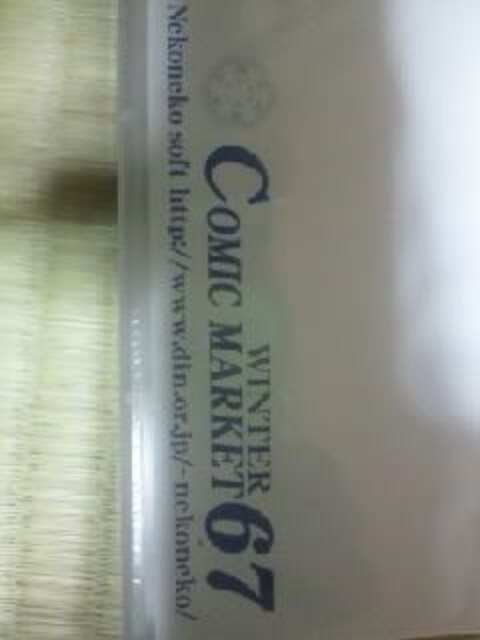 WINTER
COMIC MARKET 67
Nekoneko soft http://www.din.or.jp/~nekoneko/